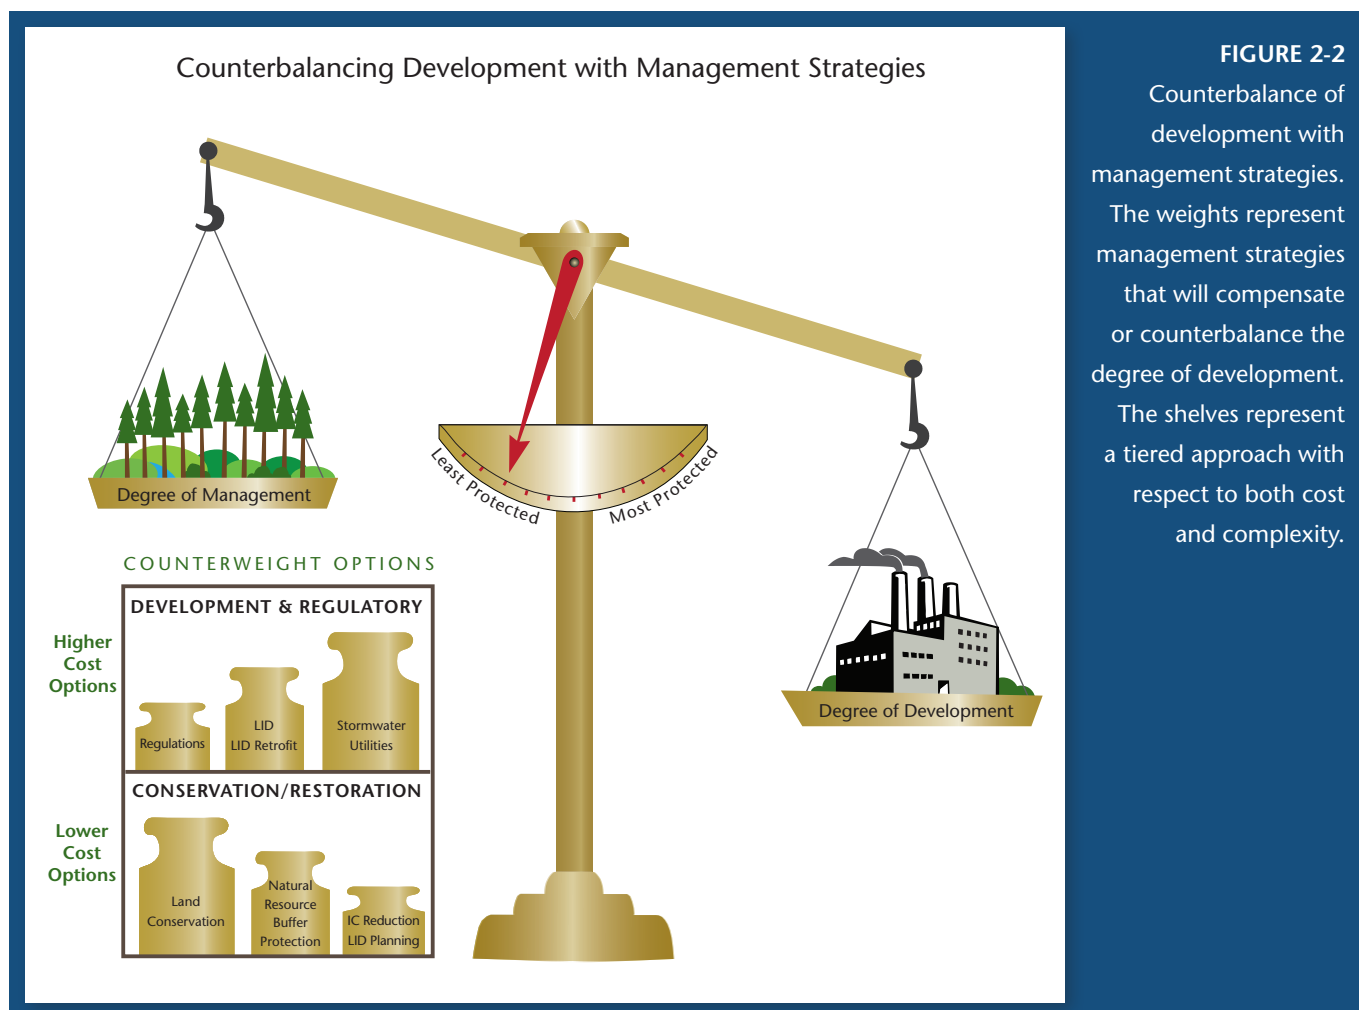 Counterbalancing Development with Management Strategies
Least Protected
Most Protected
Degree of Management
Degree of Development
COUNTERWEIGHT OPTIONS
DEVELOPMENT & REGULATORY
Higher
Cost
Options
Regulations
LID
LID Retrofit
Stormwater
Utilities
CONSERVATION/RESTORATION
Lower
Cost
Options
Land
Conservation
Natural
Resource
Buffer
Protection
IC Reduction
LID Planning
FIGURE 2-2
Counterbalance of
development with
management strategies.
The weights represent
management strategies
that will compensate
or counterbalance the
degree of development.
The shelves represent
a tiered approach with
respect to both cost
and complexity.